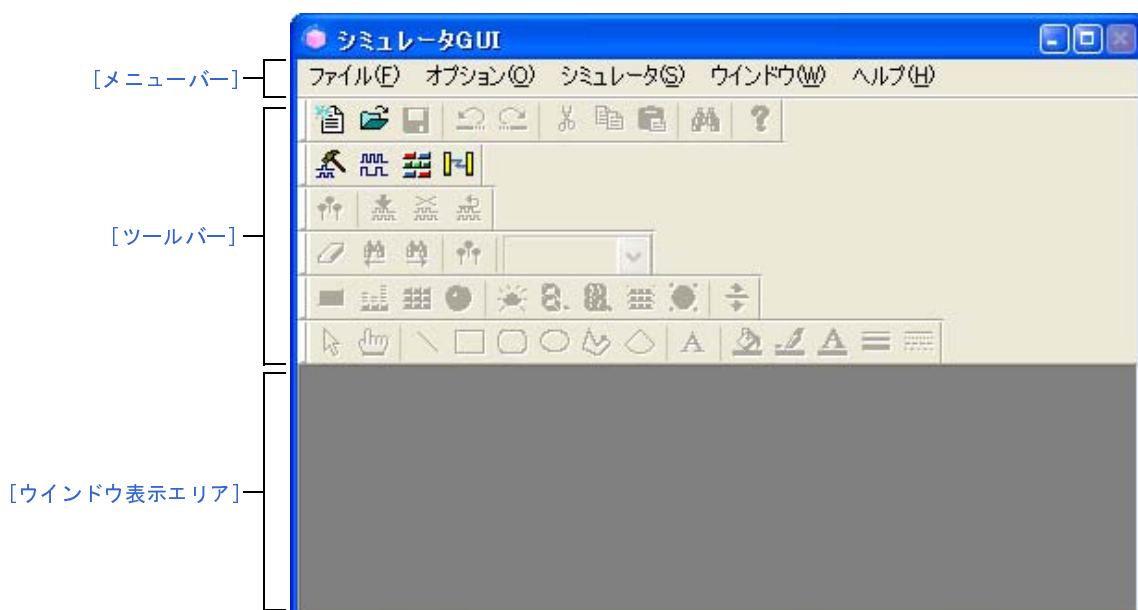 シミュレータGUI
[メニューバー]
ファイル(F) オプション(O) シミュレータ(S) ウインドウ(W) ヘルプ(H)
[ツールバー]
[ウインドウ表示エリア]